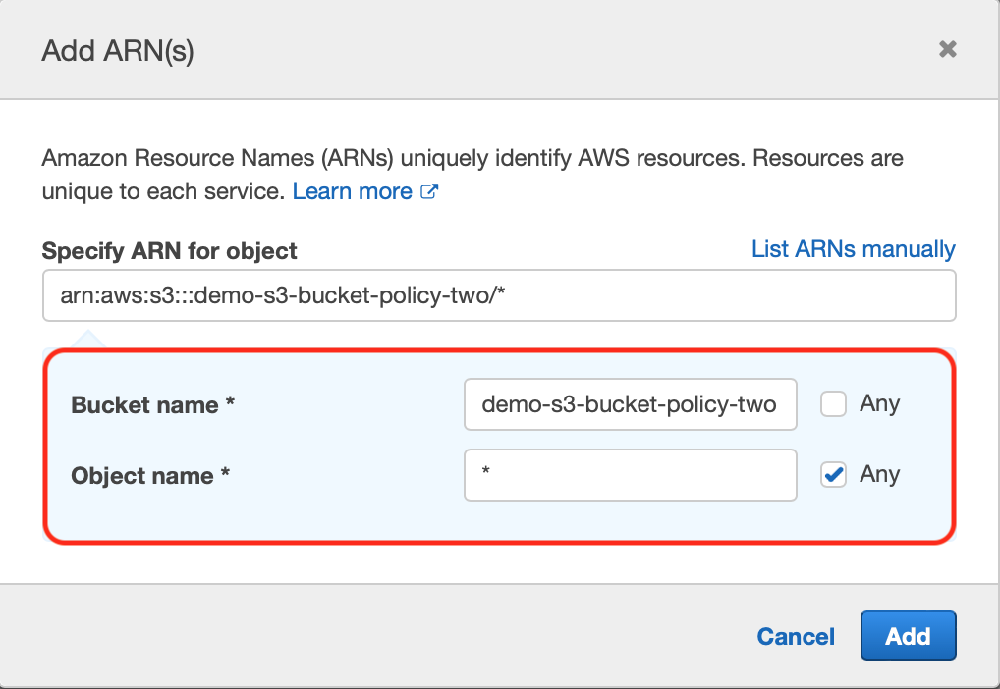 Add ARN(s)
Amazon Resource Names (ARNs) uniquely identify AWS resources. Resources are
unique to each service. Learn more
Specify ARN for object
List ARNs manually
arn:aws:s3:::demo-s3-bucket-policy-two/*
Bucket name *
demo-s3-bucket-policy-two
Any
Object name *
*
Any
Cancel
Add